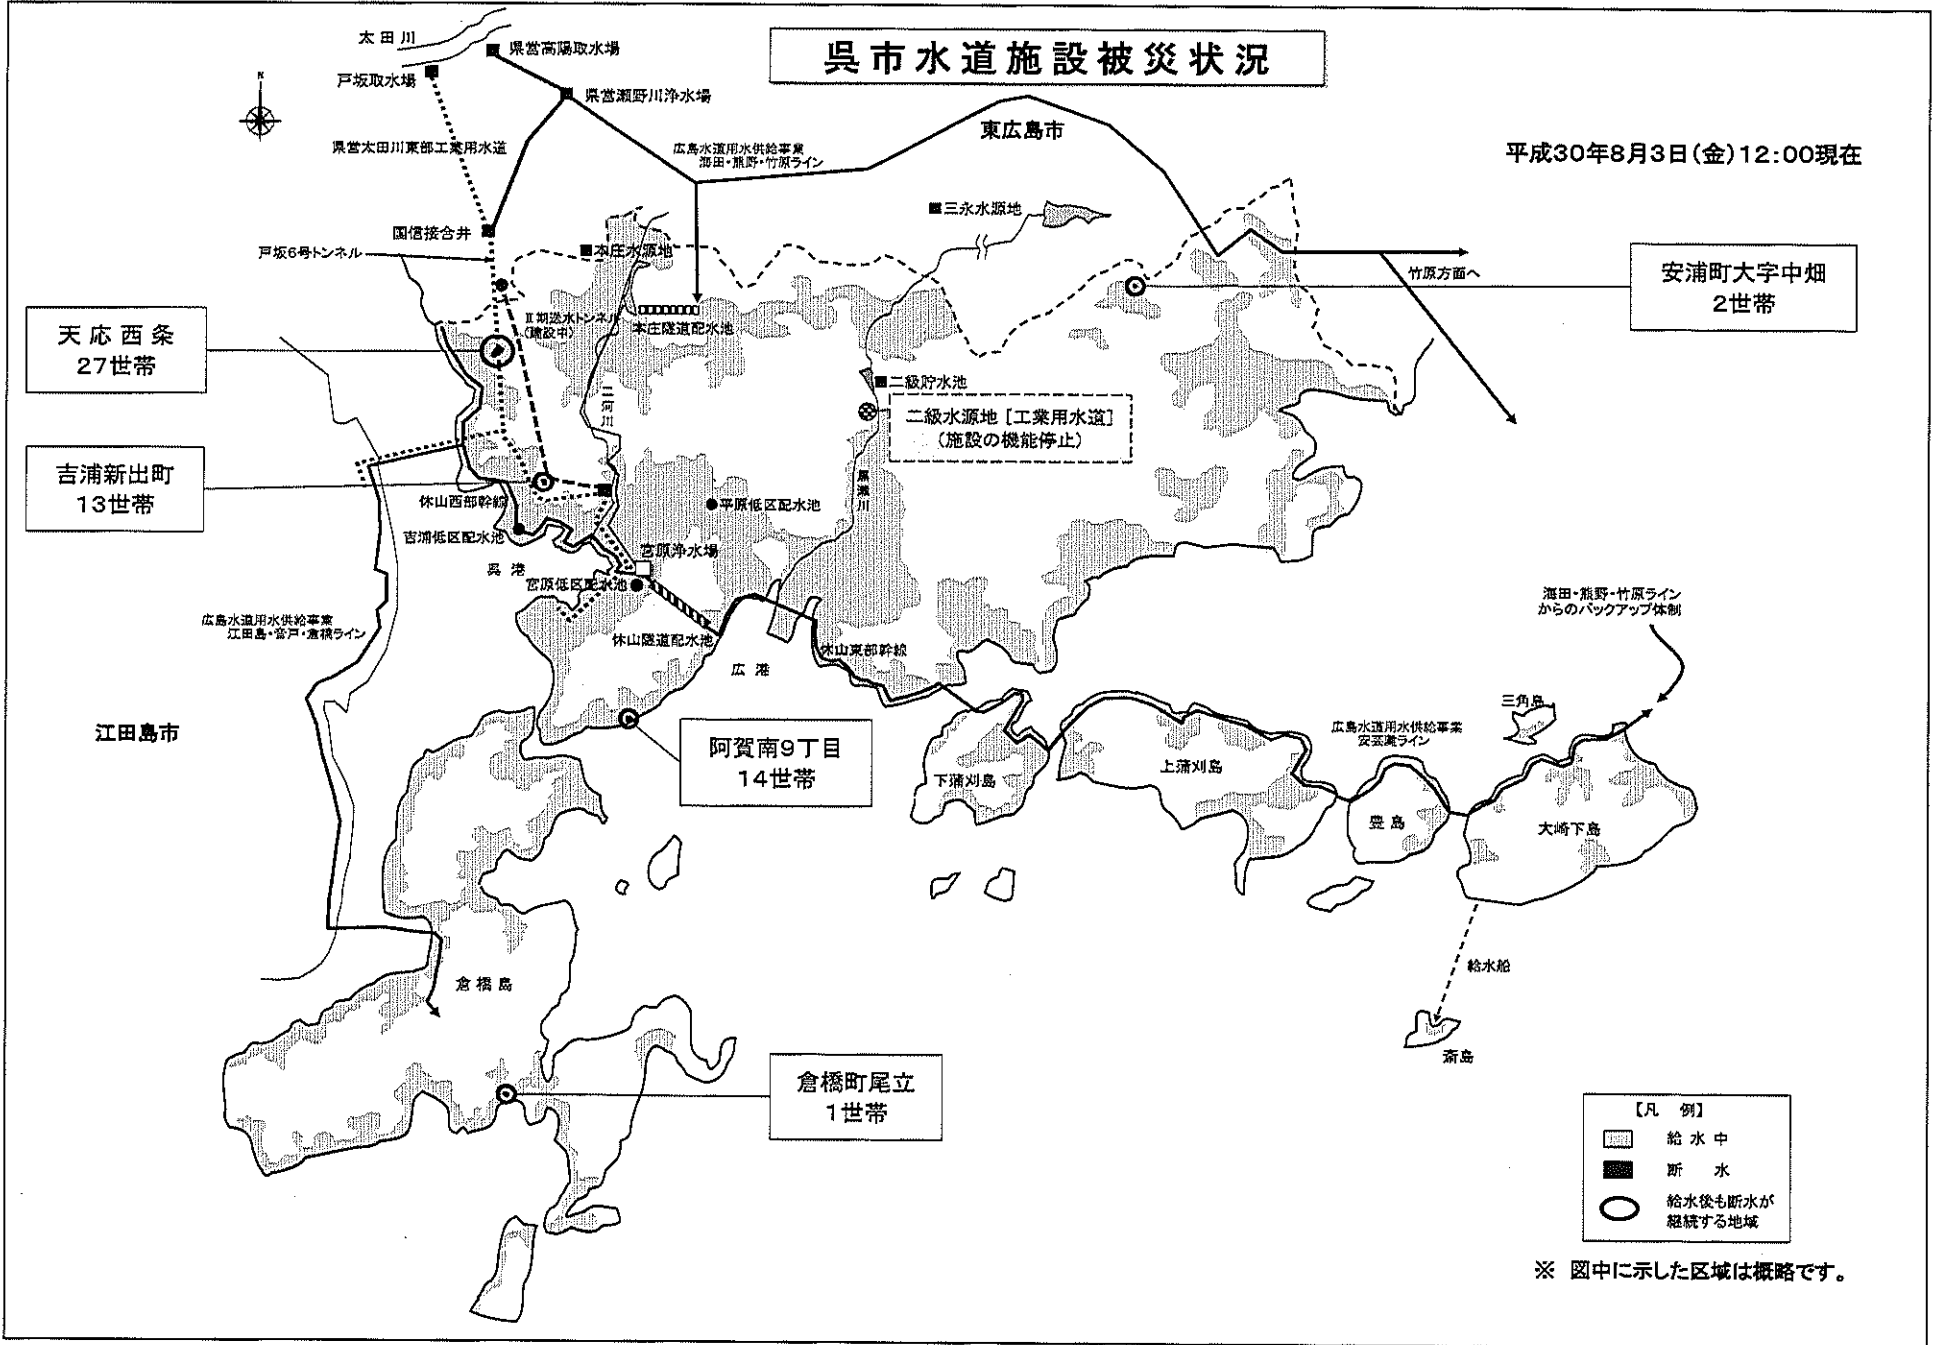 呉市水道施設被災状況
平成30年8月3日(金)12:00現在
太田川
県営高陽取水場
戸坂取水場
県営瀬野川浄水場
N
東広島市
県営太田川東部工業用水道
広島水道用水供給事業
海田・熊野・竹原ライン
三永水源地
国信接合井
戸坂6号トンネル
本庄水源地
竹原方面へ
安浦町大字中畑
2世帯
天応西条
27世帯
Ⅱ期送水トンネル
(建設中)
本庄隧道配水池
二級貯水池
二河川
二級水源地[工業用水道]
(施設の機能停止)
吉浦新出町
13世帯
黒瀬川
休山西部幹線
平原低区配水池
吉浦低区配水池
呉港
宮原浄水場
宮原低区配水池
広島水道用水供給事業
江田島・音戸・倉橋ライン
休山隧道配水池
休山東部幹線
広港
海田・熊野・竹原ライン
からのバックアップ体制
江田島市
三角島
広島水道用水供給事業
安芸灘ライン
阿賀南9丁目
14世帯
下蒲刈島
上蒲刈島
豊島
大崎下島
給水船
倉橋島
斎島
倉橋町尾立
1世帯
【凡 例】
給水中
断 水
給水後も断水が
継続する地域
※ 図中に示した区域は概略です。